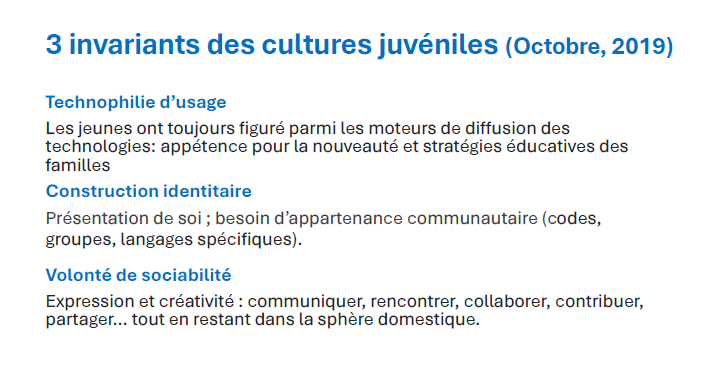 3 invariants des cultures juvéniles (Octobre, 2019)
Technophilie d’usage
Les jeunes ont toujours figuré parmi les moteurs de diffusion des
technologies: appétence pour la nouveauté et stratégies éducatives des
familles
Construction identitaire
Présentation de soi ; besoin d’appartenance communautaire (codes,
groupes, langages spécifiques).
Volonté de sociabilité
Expression et créativité : communiquer, rencontrer, collaborer, contribuer,
partager... tout en restant dans la sphère domestique.